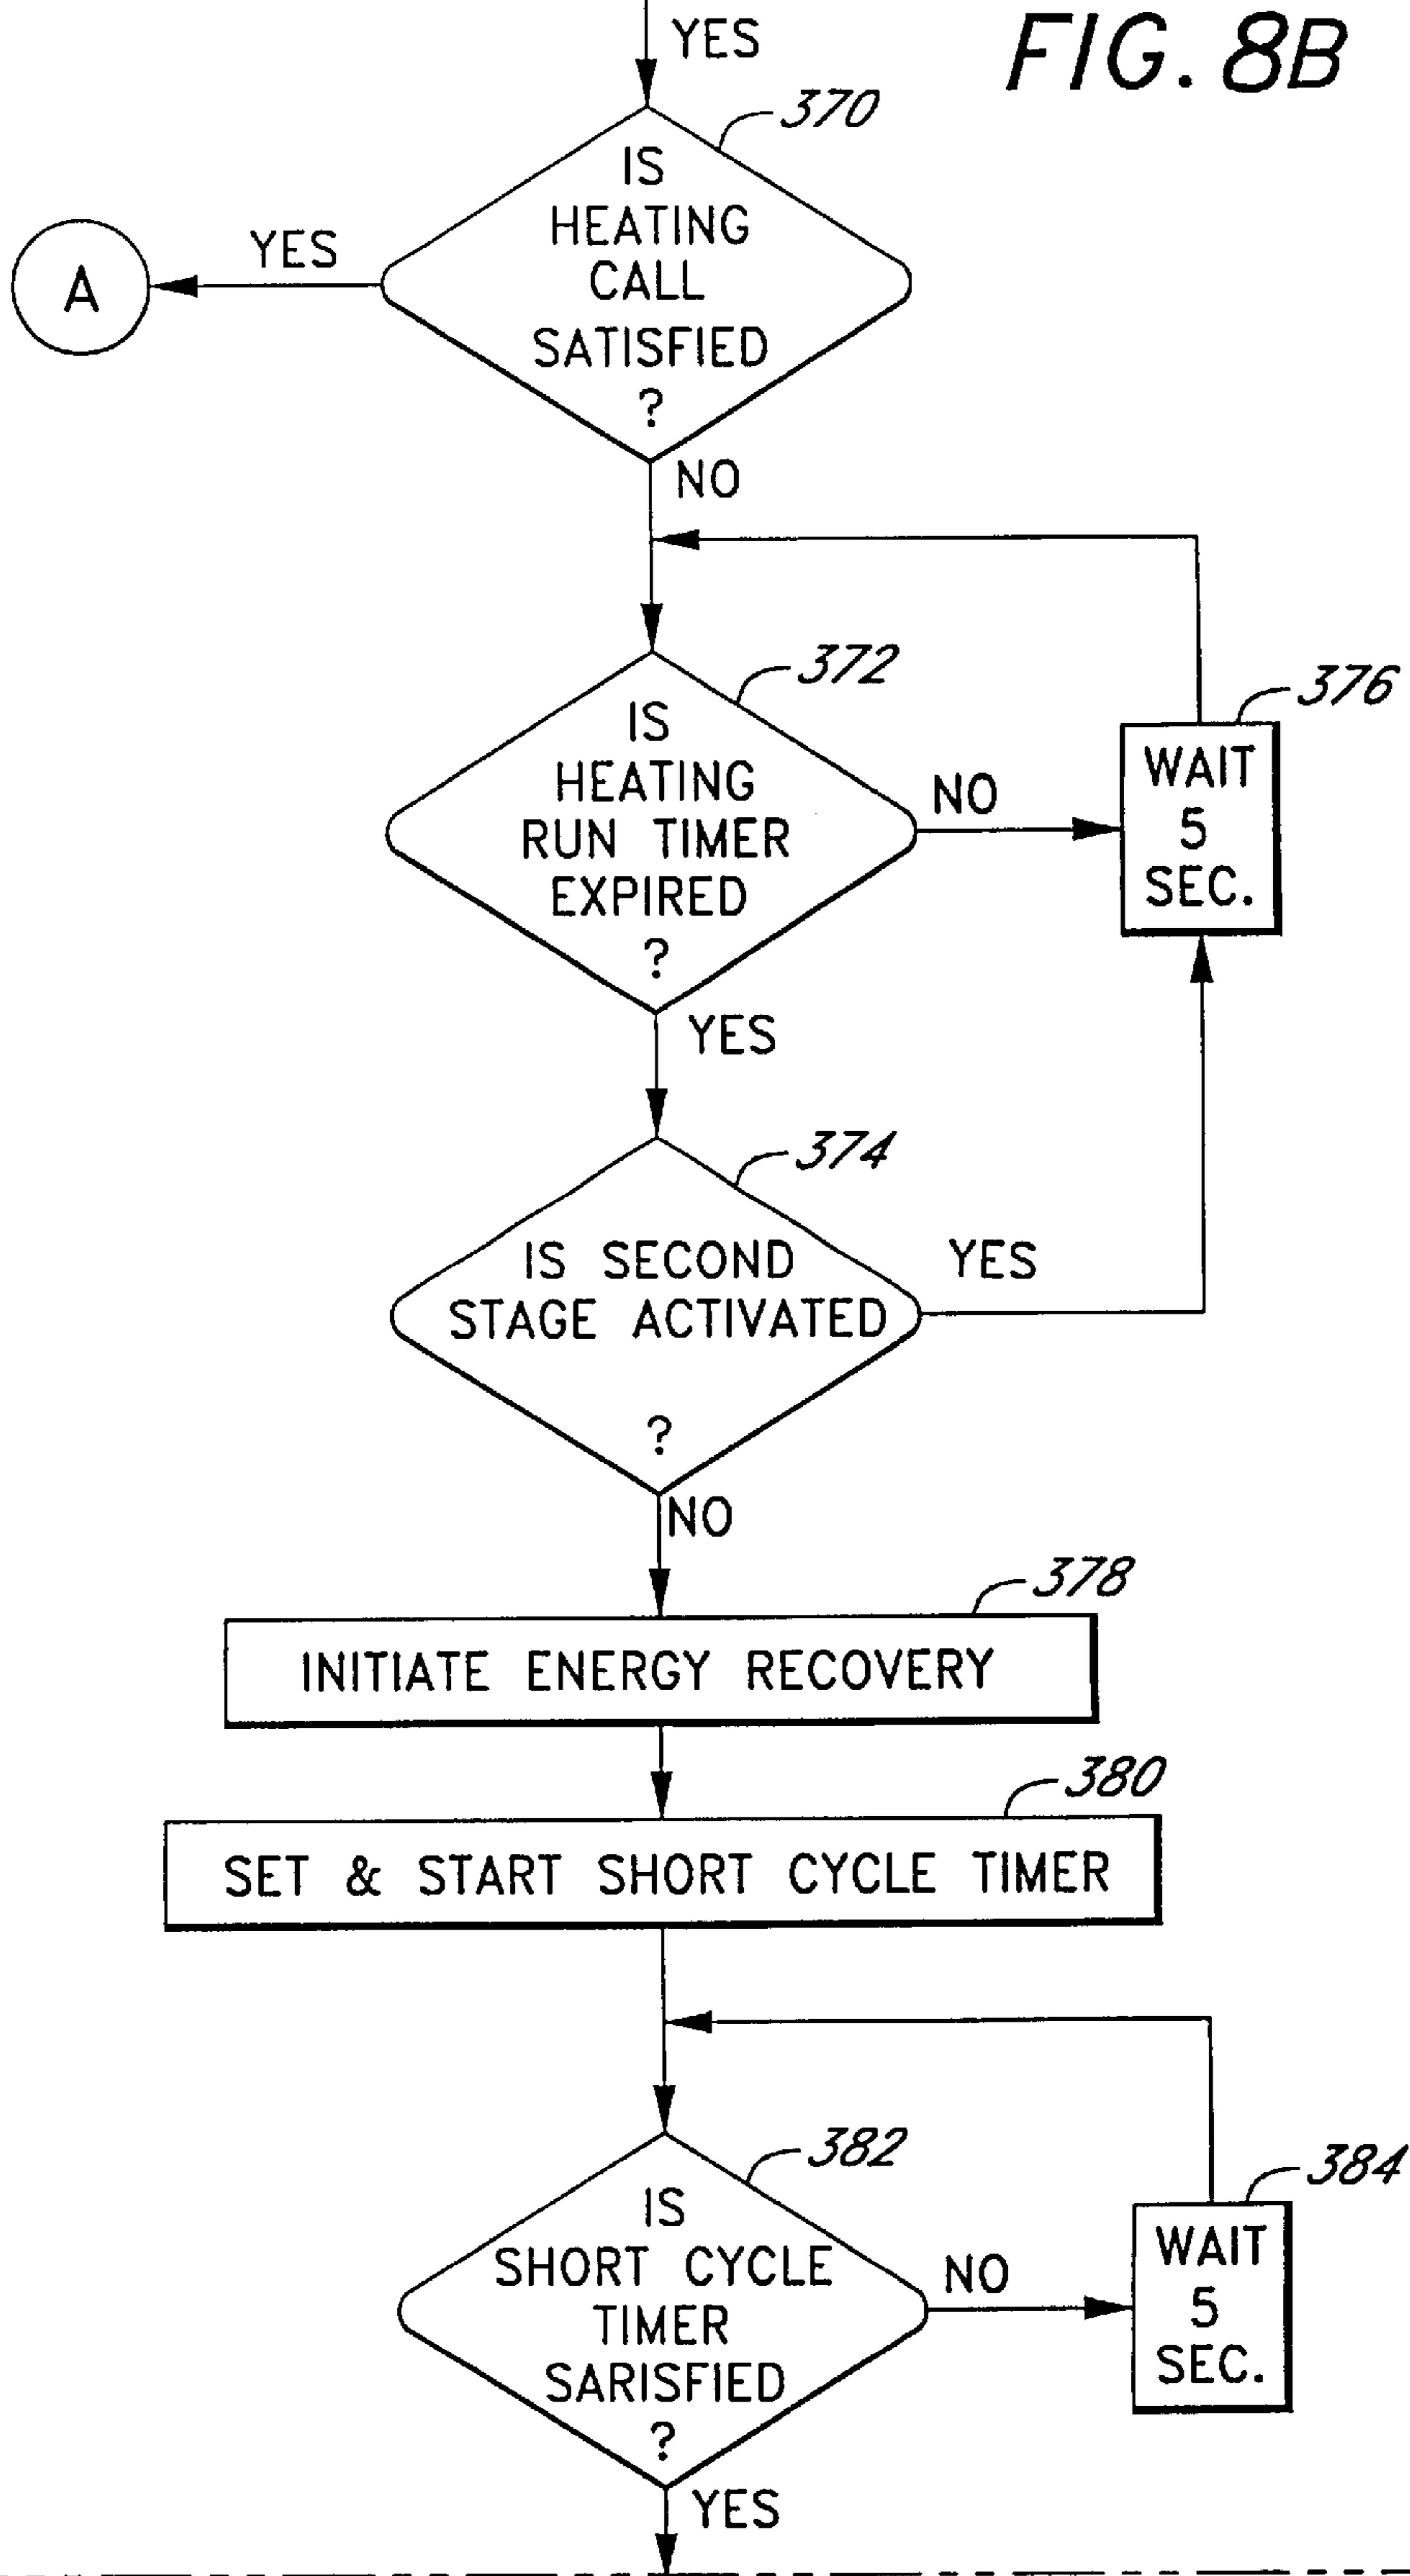 FIG. 8B
YES
370
IS
HEATING
CALL
SATISFIED
?
YES
A
NO
372
IS
HEATING
RUN TIMER
EXPIRED
?
NO
376
WAIT
5
SEC.
YES
374
IS SECOND
STAGE ACTIVATED
?
YES
NO
378
INITIATE ENERGY RECOVERY
380
SET & START SHORT CYCLE TIMER
382
IS
SHORT CYCLE
TIMER
SARISFIED
?
NO
384
WAIT
5
SEC.
YES